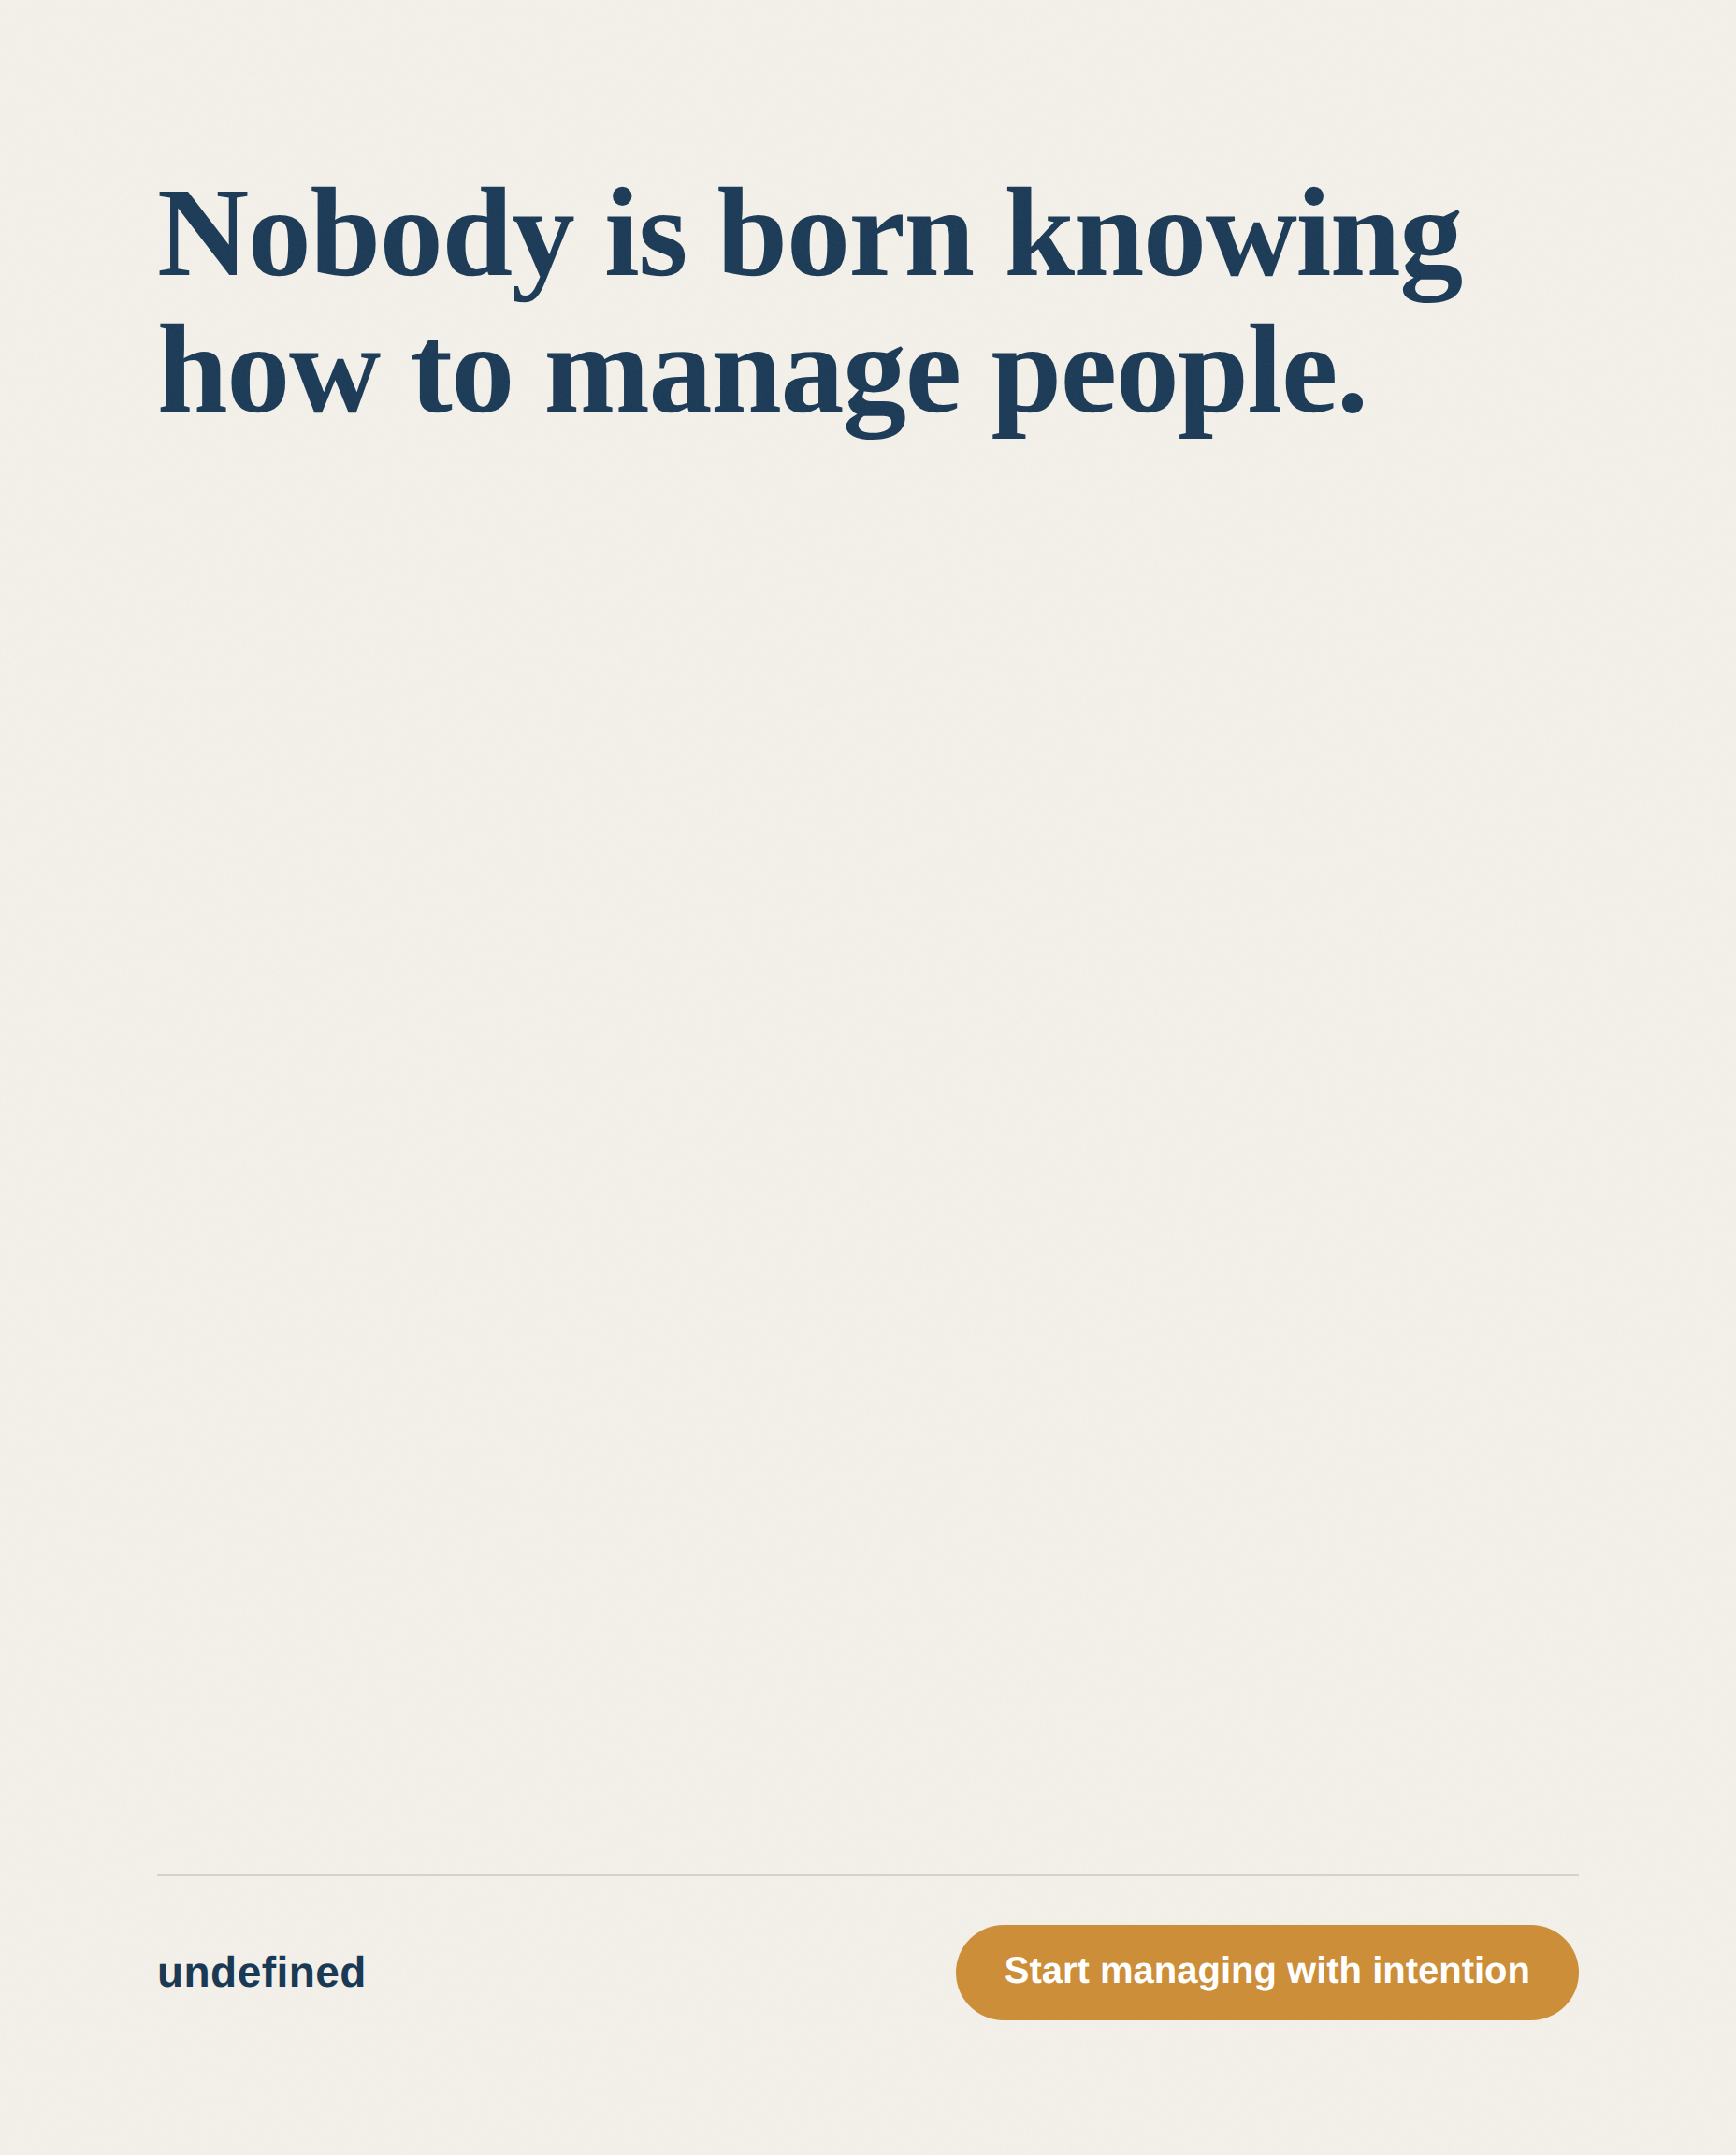 Nobody is born knowing
how to manage people.
undefined
Start managing with intention